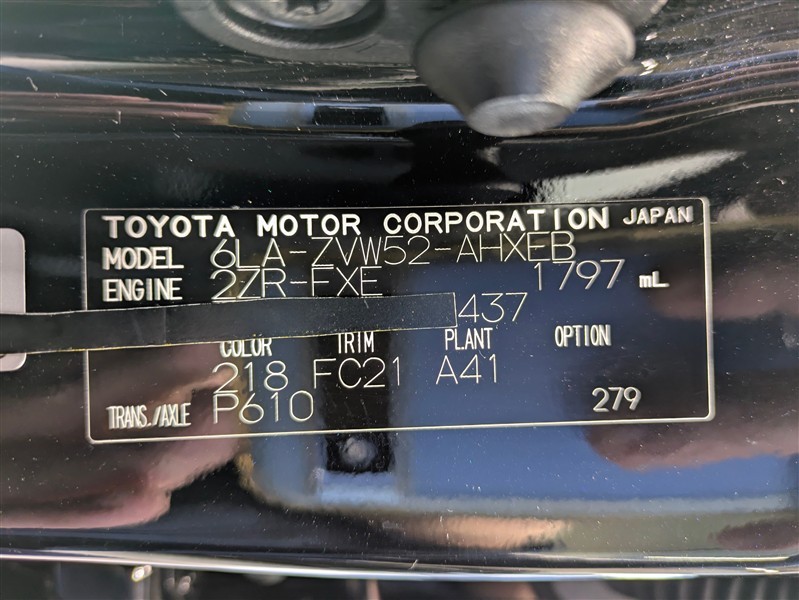 TOYOTA MOTOR CORPORATION JAPAN
MODEL 6LA-ZVW52-AHXEB
ENGINE 2ZR-FXE 1797 mL
437
COLOR TRIM PLANT OPTION
218 FC21 A41
TRANS./AXLE P610 279